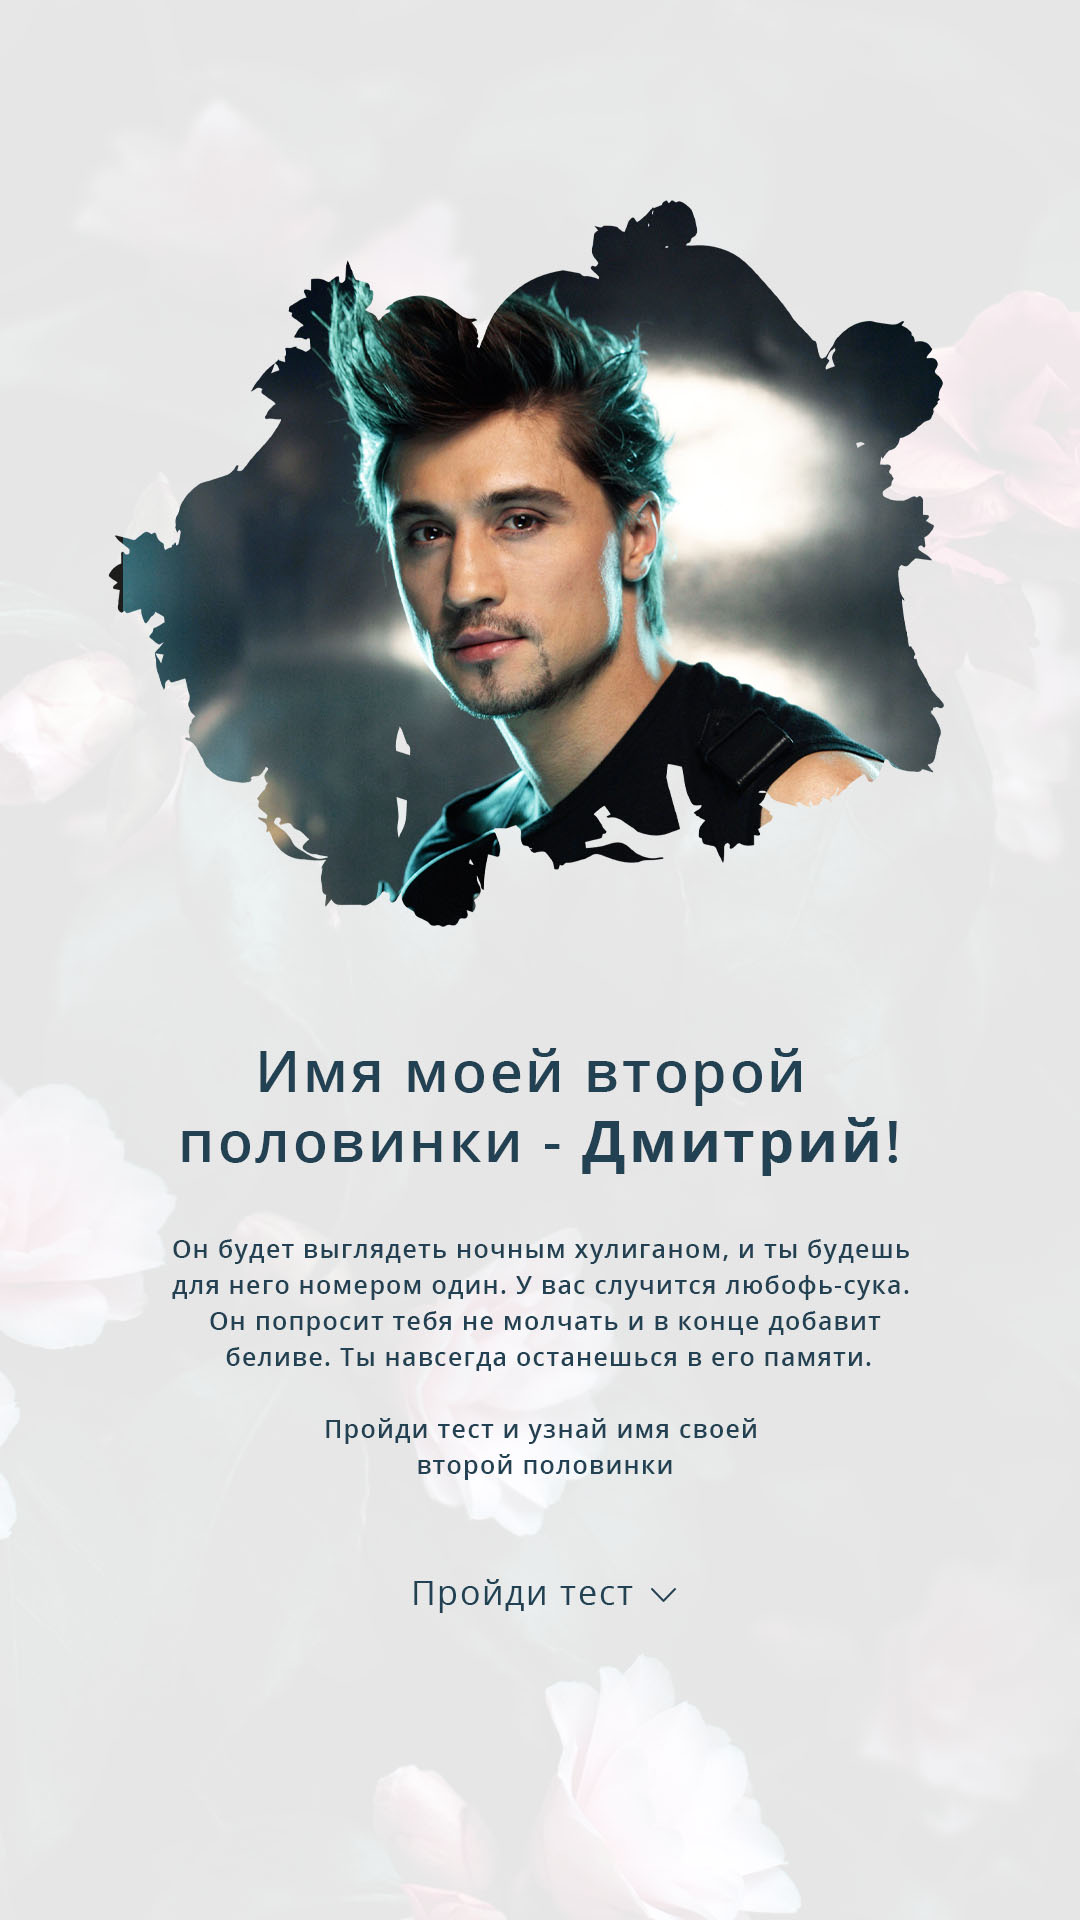 Имя моей второй
половинки - Дмитрий!
Он будет выглядеть ночным хулиганом, и ты будешь
для него номером один. У вас случится любофь-сука.
Он попросит тебя не молчать и в конце добавит
беливе. Ты навсегда останешься в его памяти.
Пройди тест и узнай имя своей
второй половинки
Пройди тест